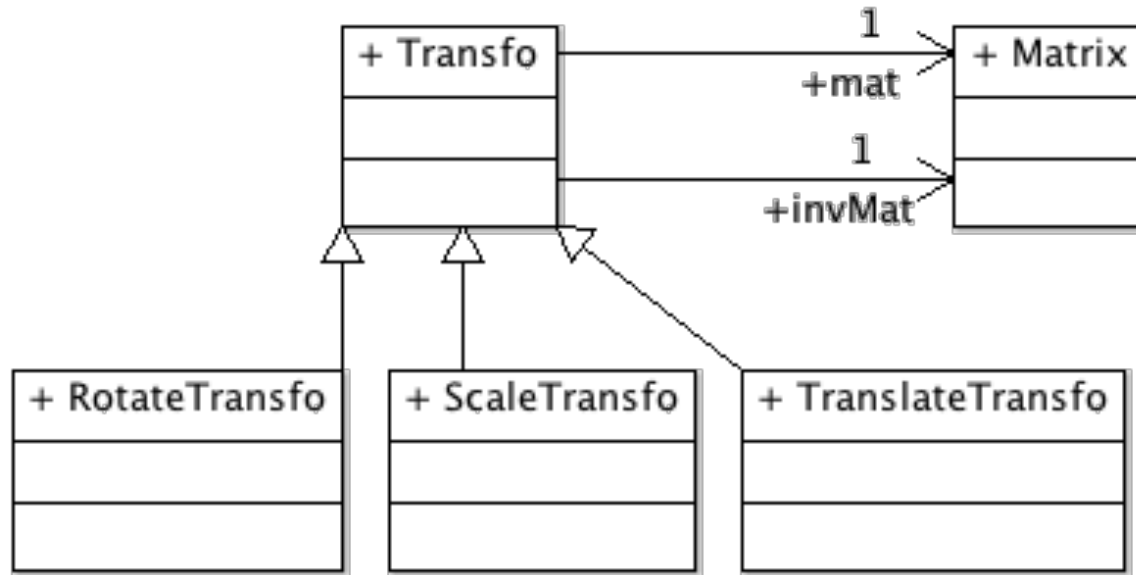 1
+ Transfo
+ Matrix
+mat
1
+invMat
+ RotateTransfo
+ ScaleTransfo
+ TranslateTransfo